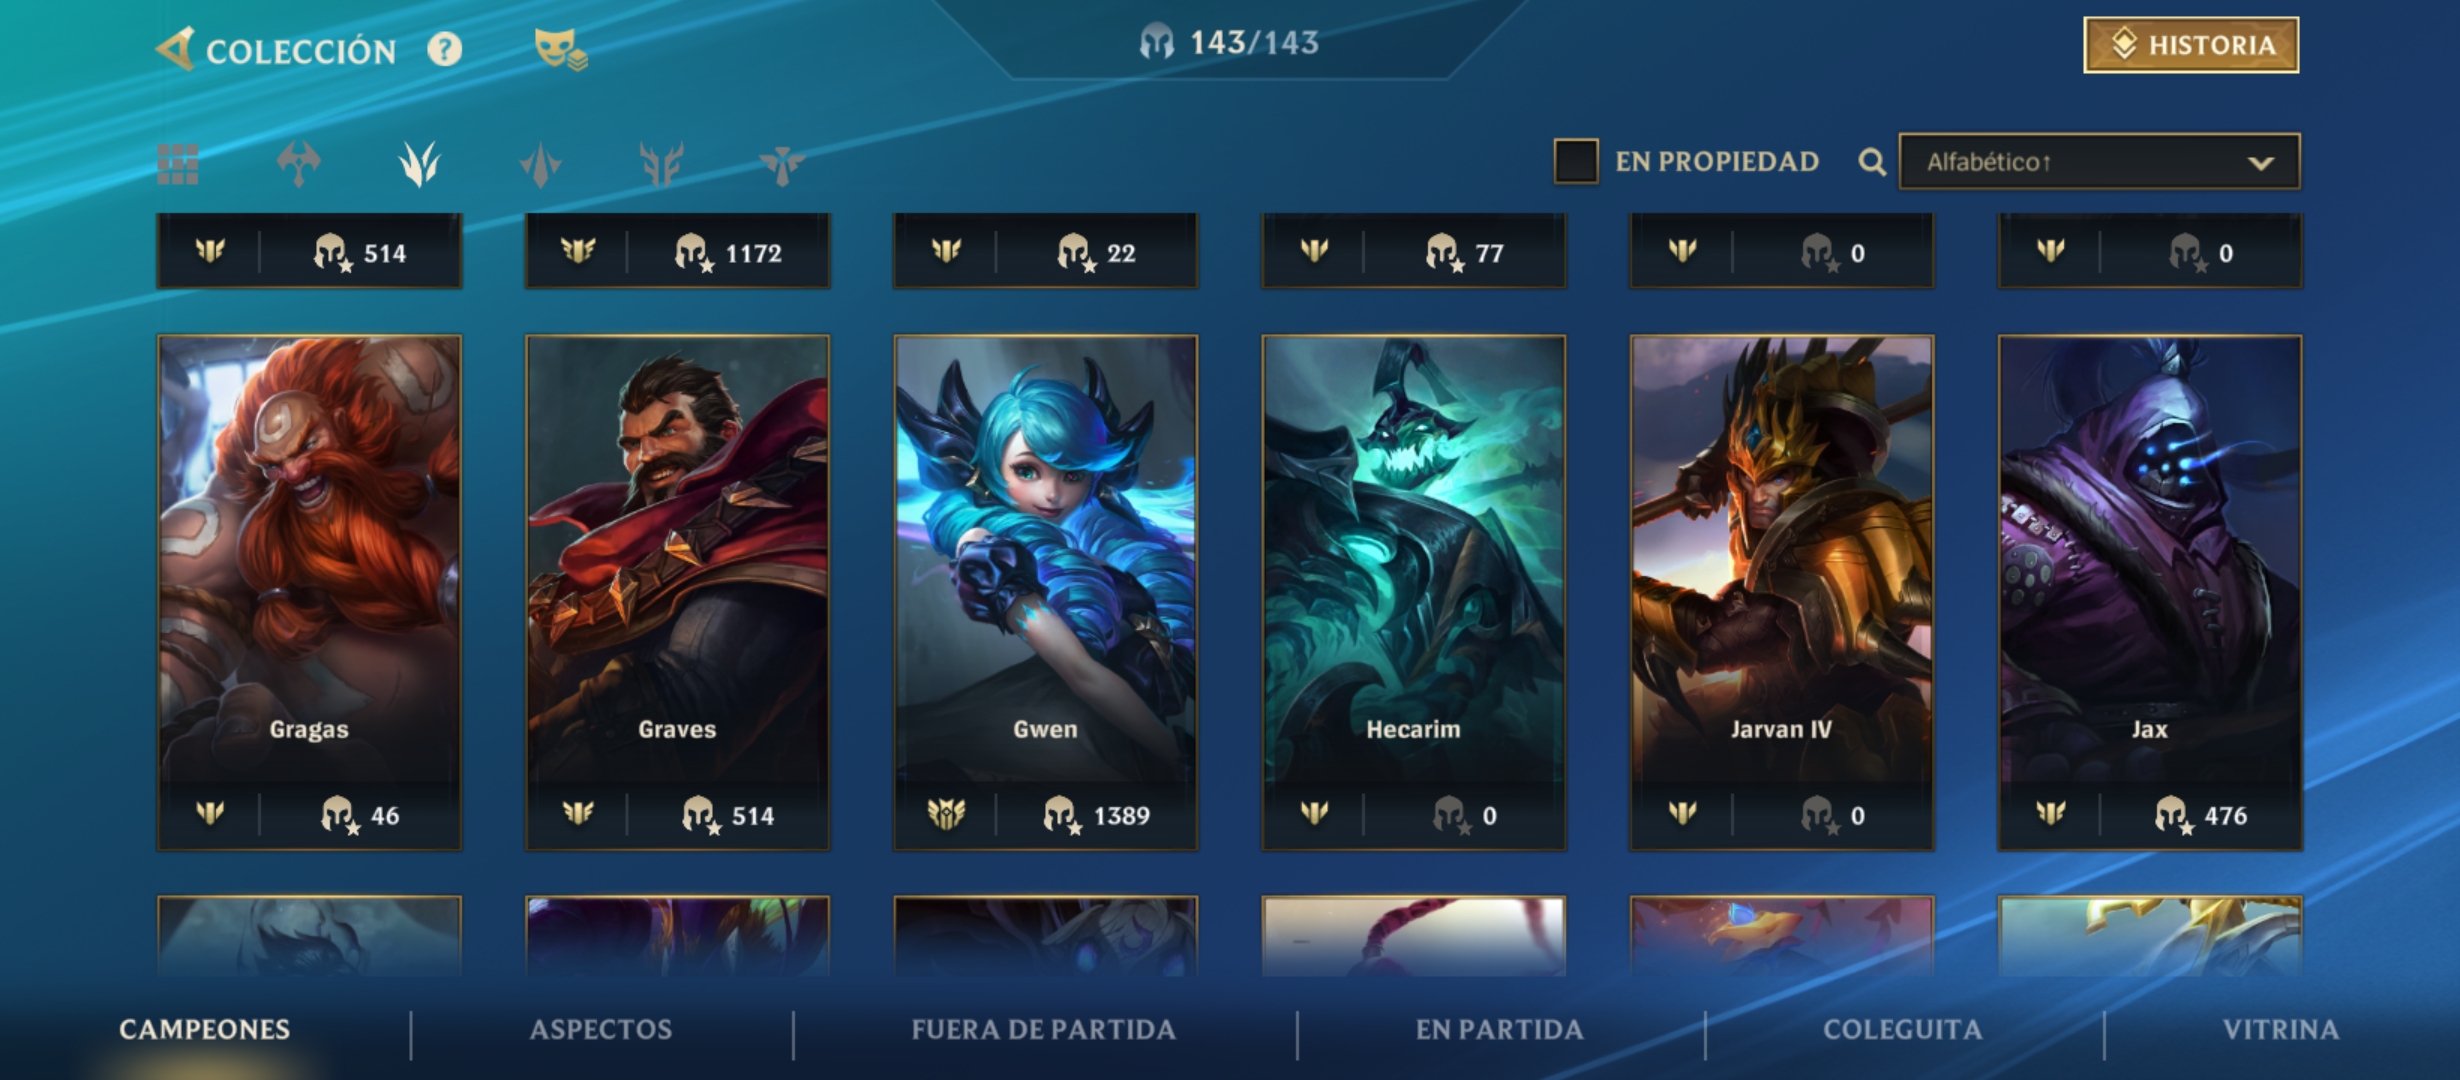 COLECCIÓN ?
143/143
HISTORIA
EN PROPIEDAD
Alfabético↑
514
1172
22
77
0
0
Gragas
Graves
Gwen
Hecarim
Jarvan IV
Jax
46
514
1389
0
0
476
CAMPEONES
ASPECTOS
FUERA DE PARTIDA
EN PARTIDA
COLEGUITA
VITRINA